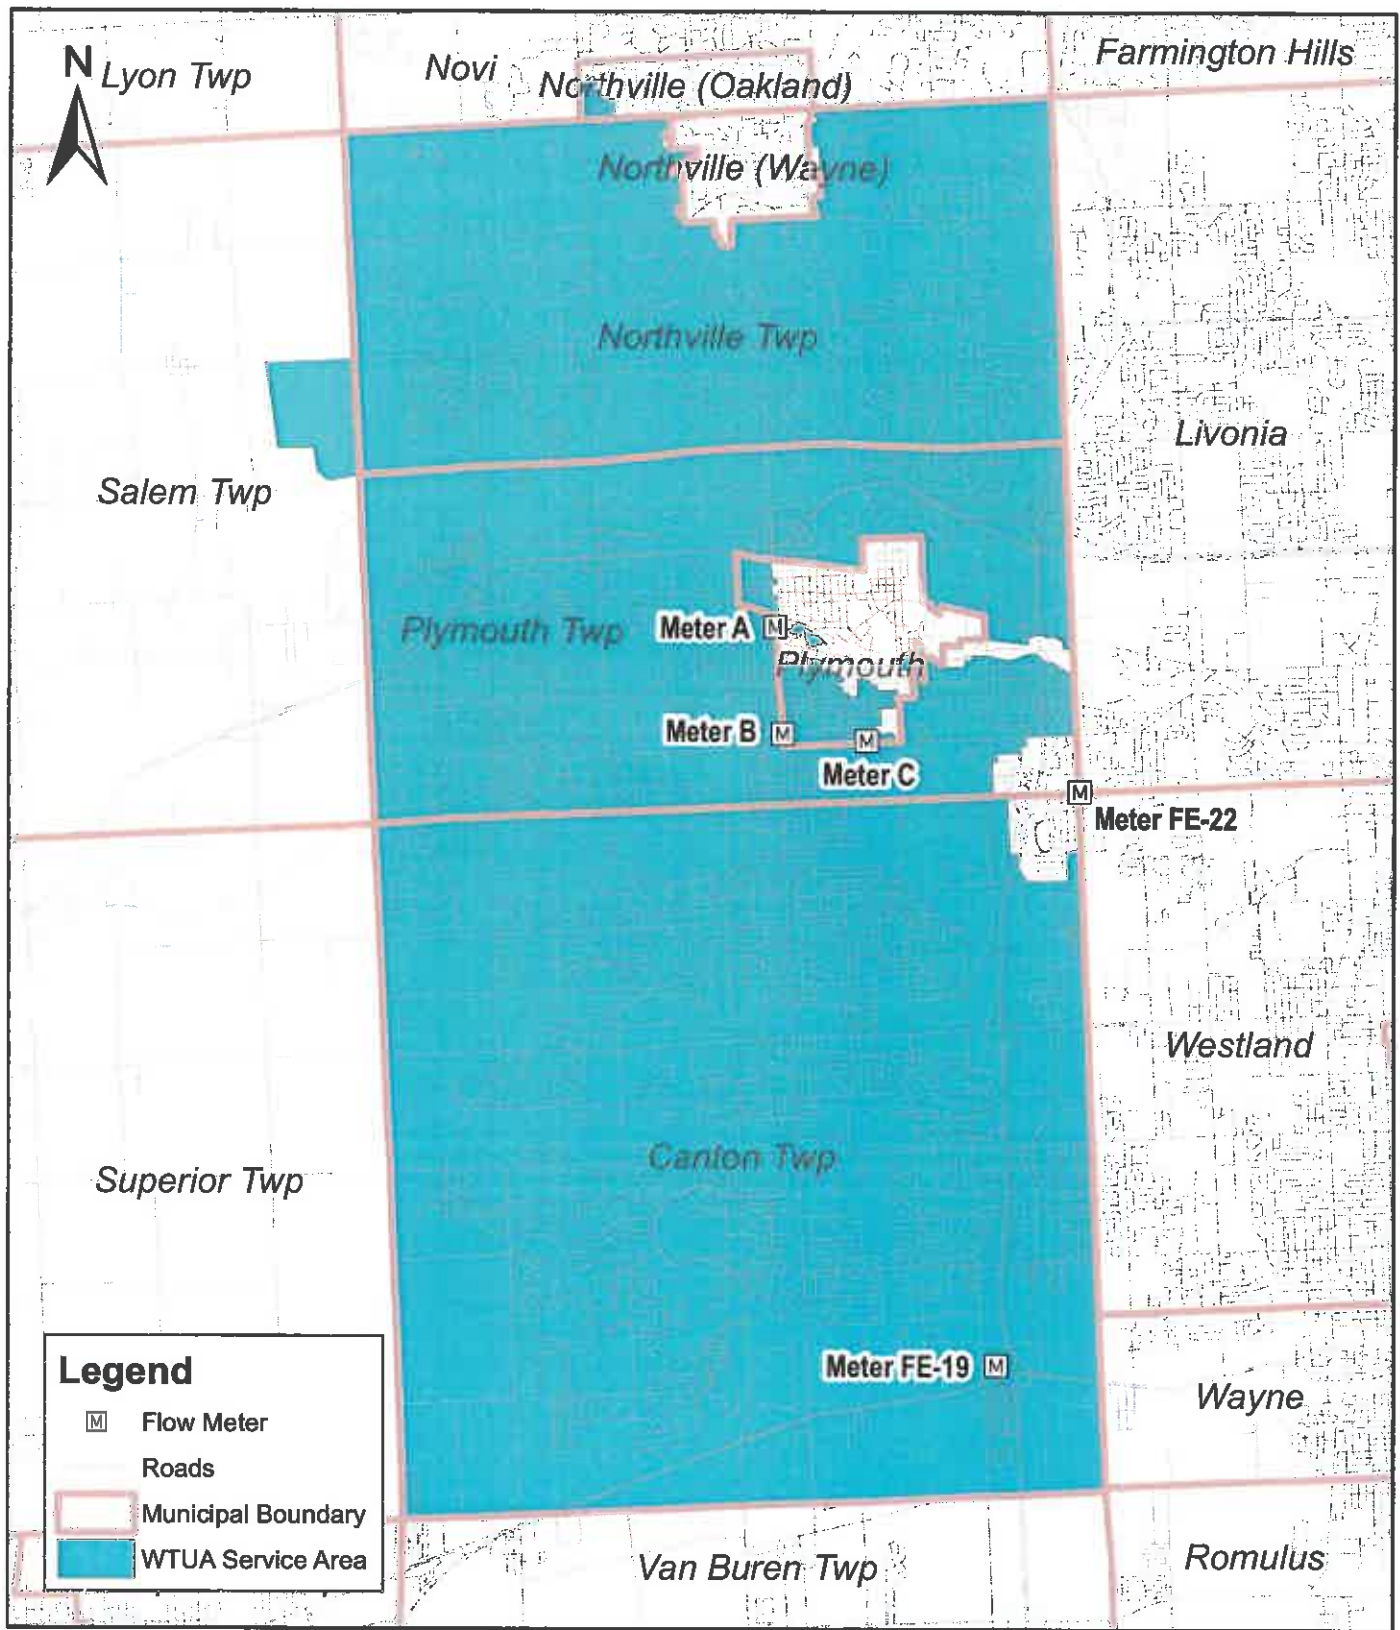 N
Lyon Twp
Novi
Northville (Oakland)
Farmington Hills
Northville (Wayne)
Northville Twp
Livonia
Salem Twp
Plymouth Twp
Meter A M
Plymouth
Meter B M
M
Meter C
M
Meter FE-22
Westland
Canton Twp
Superior Twp
Meter FE-19 M
Wayne
Legend
M Flow Meter
Roads
Municipal Boundary
WTUA Service Area
Van Buren Twp
Romulus